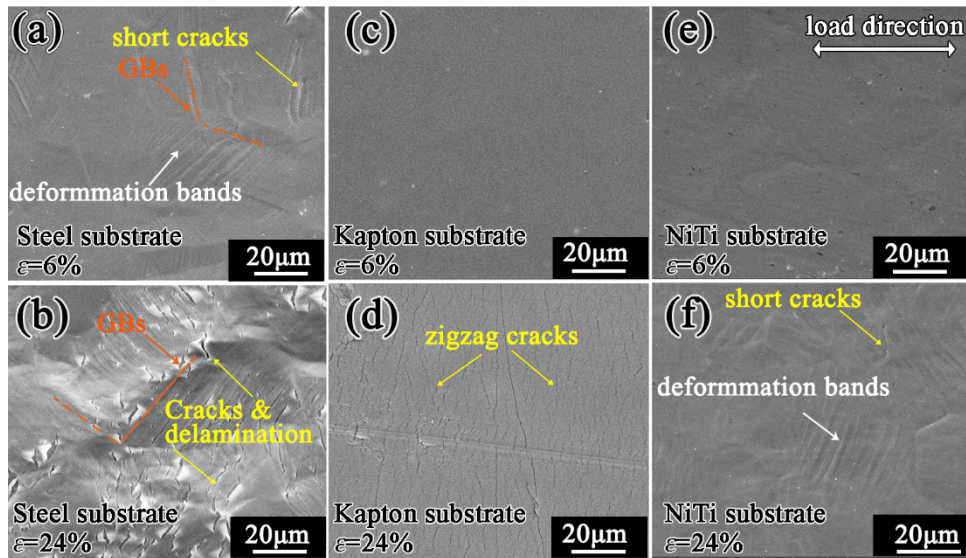 (a)
short cracks
GBs
deformmation bands
Steel substrate
ε=6%
20μm
(c)
Kapton substrate
ε=6%
20μm
(e)
load direction
NiTi substrate
ε=6%
20μm
(b)
GBs
Cracks &
delamination
Steel substrate
ε=24%
20μm
(d)
zigzag cracks
Kapton substrate
ε=24%
20μm
(f)
short cracks
deformmation bands
NiTi substrate
ε=24%
20μm